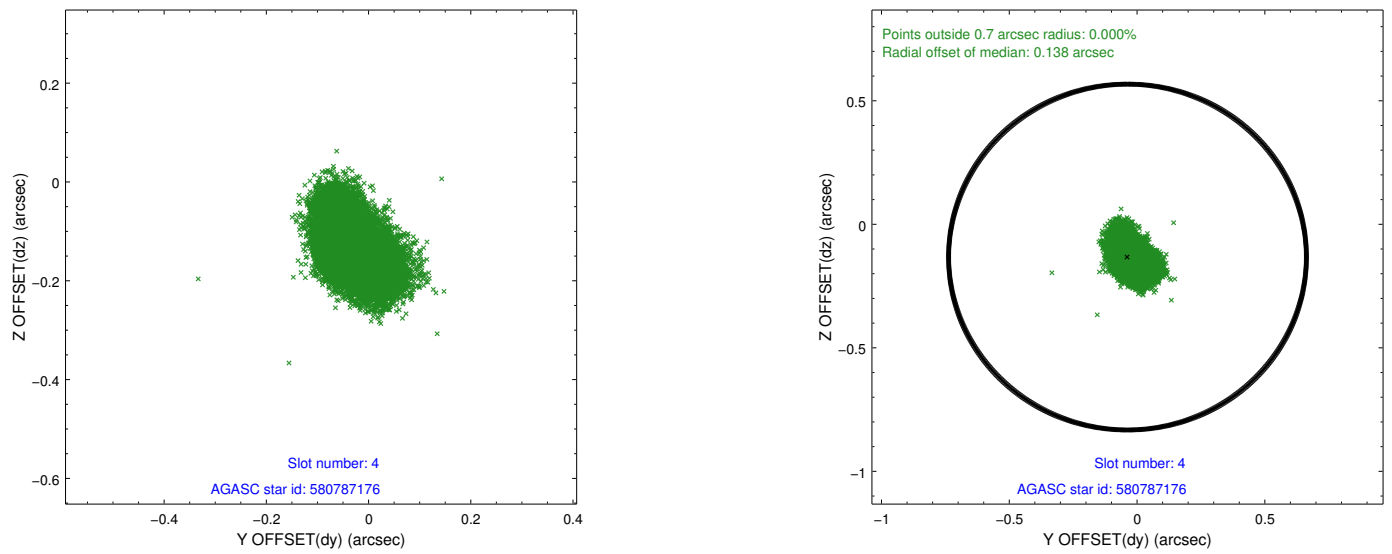 0.2
0
−0.2
−0.4
−0.6
Z OFFSET(dz) (arcsec)
−0.4
−0.2
0
0.2
0.4
Y OFFSET(dy) (arcsec)
Slot number: 4
AGASC star id: 580787176
Points outside 0.7 arcsec radius: 0.000%
Radial offset of median: 0.138 arcsec
0.5
0
−0.5
−1
Z OFFSET(dz) (arcsec)
−1
−0.5
0
0.5
Y OFFSET(dy) (arcsec)
Slot number: 4
AGASC star id: 580787176